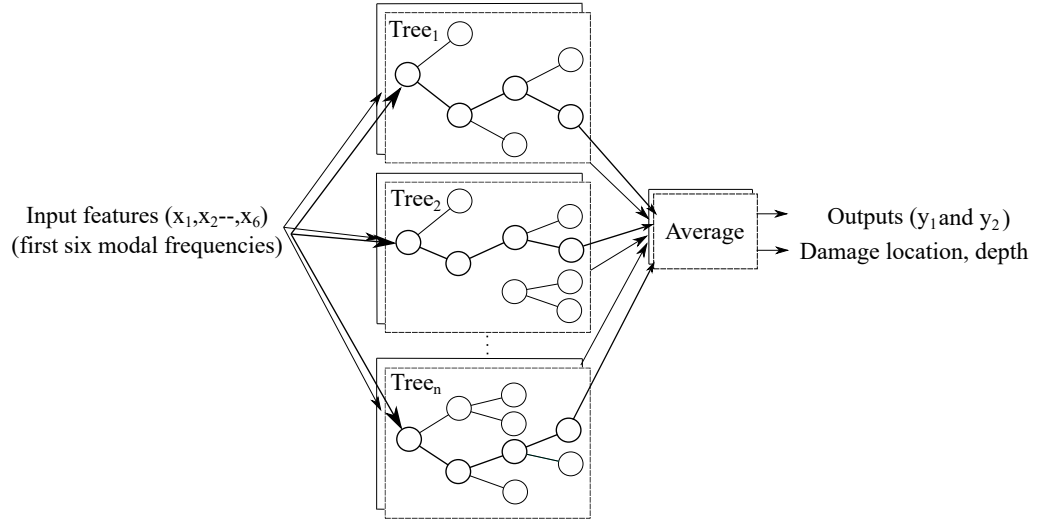 Tree1
Tree2
Input features (x1,x2--,x6)
(first six modal frequencies)
Average
Outputs (y1 and y2)
Damage location, depth
Treen